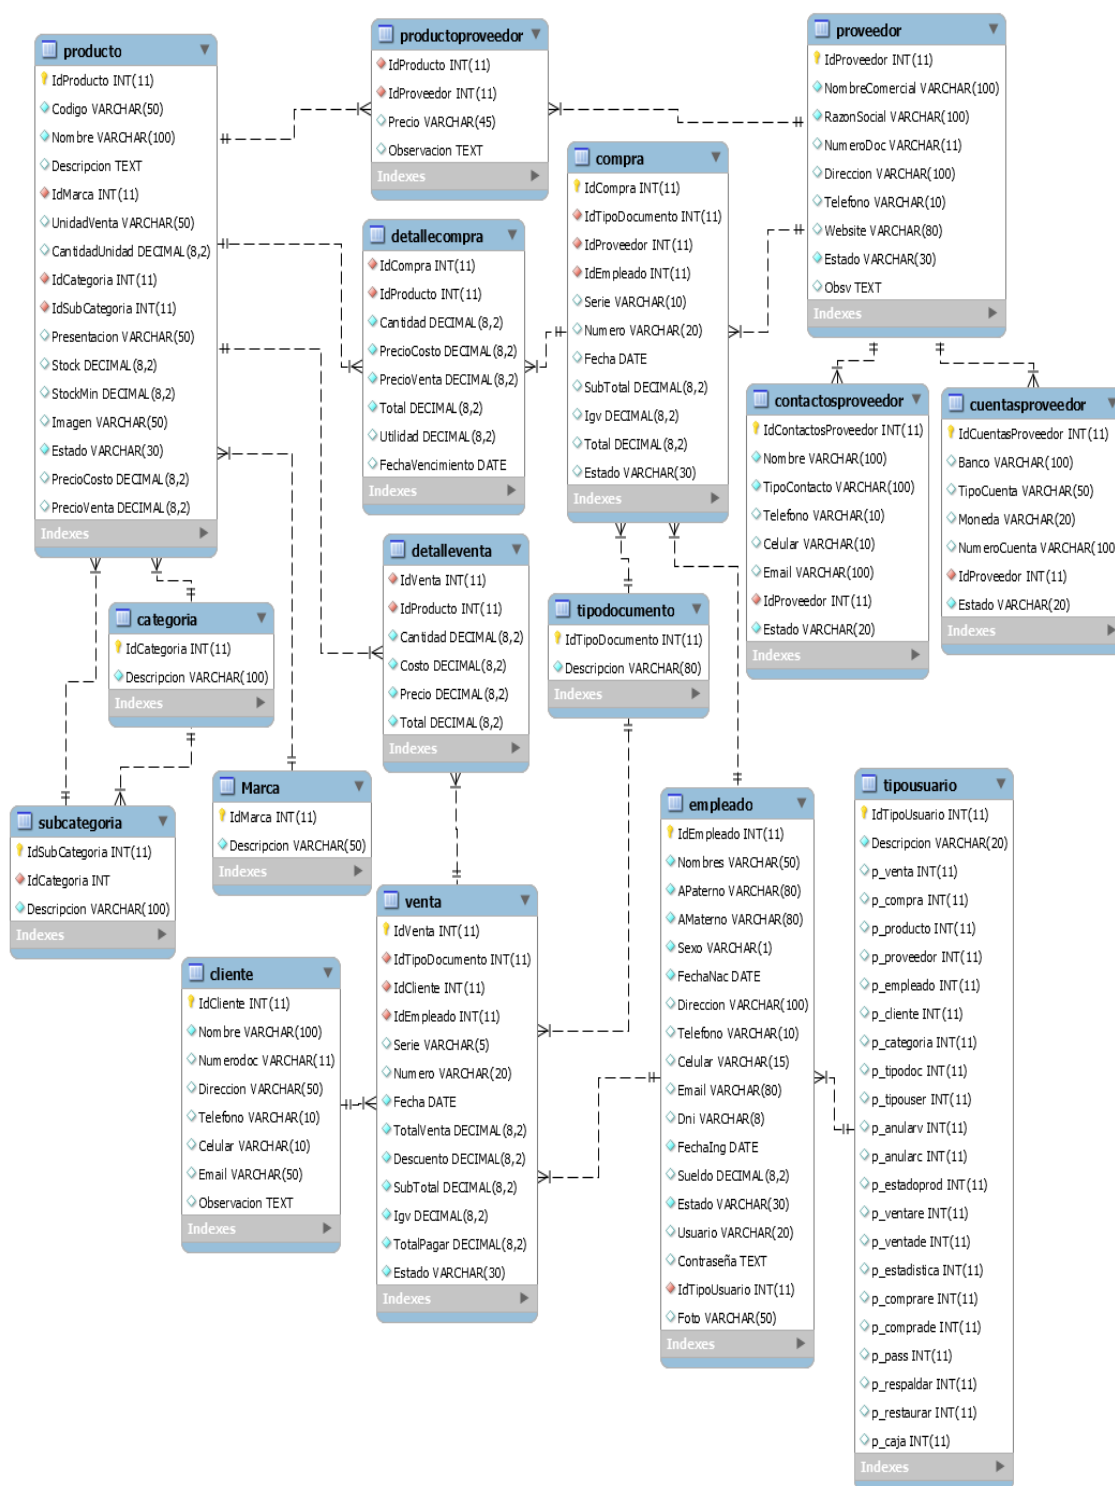 producto
IdProducto INT(11)
Codigo VARCHAR(50)
Nombre VARCHAR(100)
Descripcion TEXT
IdMarca INT(11)
UnidadVenta VARCHAR(50)
CantidadUnidad DECIMAL(8,2)
IdCategoria INT(11)
IdSubCategoria INT(11)
Presentacion VARCHAR(50)
Stock DECIMAL(8,2)
StockMin DECIMAL(8,2)
Imagen VARCHAR(50)
Estado VARCHAR(30)
PrecioCosto DECIMAL(8,2)
PrecioVenta DECIMAL(8,2)
Indexes
productoproveedor
IdProducto INT(11)
IdProveedor INT(11)
Precio VARCHAR(45)
Observacion TEXT
Indexes
proveedor
IdProveedor INT(11)
NombreComercial VARCHAR(100)
RazonSocial VARCHAR(100)
NumeroDoc VARCHAR(11)
Direccion VARCHAR(100)
Telefono VARCHAR(10)
Website VARCHAR(80)
Estado VARCHAR(30)
Obsv TEXT
Indexes
compra
IdCompra INT(11)
IdTipoDocumento INT(11)
IdProveedor INT(11)
IdEmpleado INT(11)
Serie VARCHAR(10)
Numero VARCHAR(20)
Fecha DATE
SubTotal DECIMAL(8,2)
Igv DECIMAL(8,2)
Total DECIMAL(8,2)
Estado VARCHAR(30)
Indexes
detallecompra
IdCompra INT(11)
IdProducto INT(11)
Cantidad DECIMAL(8,2)
PrecioCosto DECIMAL(8,2)
PrecioVenta DECIMAL(8,2)
Total DECIMAL(8,2)
Utilidad DECIMAL(8,2)
FechaVencimiento DATE
Indexes
contactosproveedor
IdContactosProveedor INT(11)
Nombre VARCHAR(100)
TipoContacto VARCHAR(100)
Telefono VARCHAR(10)
Celular VARCHAR(10)
Email VARCHAR(100)
IdProveedor INT(11)
Estado VARCHAR(20)
Indexes
cuentasproveedor
IdCuentasProveedor INT(11)
Banco VARCHAR(100)
TipoCuenta VARCHAR(50)
Moneda VARCHAR(20)
NumeroCuenta VARCHAR(100
IdProveedor INT(11)
Estado VARCHAR(20)
Indexes
detalleventa
IdVenta INT(11)
IdProducto INT(11)
Cantidad DECIMAL(8,2)
Costo DECIMAL(8,2)
Precio DECIMAL(8,2)
Total DECIMAL(8,2)
Indexes
tipodocumento
IdTipoDocumento INT(11)
Descripcion VARCHAR(80)
Indexes
categoria
IdCategoria INT(11)
Descripcion VARCHAR(100)
Indexes
Marca
IdMarca INT(11)
Descripcion VARCHAR(50)
Indexes
subcategoria
IdSubCategoria INT(11)
IdCategoria INT
Descripcion VARCHAR(100)
Indexes
empleado
IdEmpleado INT(11)
Nombres VARCHAR(50)
APaterno VARCHAR(80)
AMaterno VARCHAR(80)
Sexo VARCHAR(1)
FechaNac DATE
Direccion VARCHAR(100)
Telefono VARCHAR(10)
Celular VARCHAR(15)
Email VARCHAR(80)
Dni VARCHAR(8)
FechaIng DATE
Sueldo DECIMAL(8,2)
Estado VARCHAR(30)
Usuario VARCHAR(20)
Contraseña TEXT
IdTipoUsuario INT(11)
Foto VARCHAR(50)
Indexes
tipousuario
IdTipoUsuario INT(11)
Descripcion VARCHAR(20)
p_venta INT(11)
p_compra INT(11)
p_producto INT(11)
p_proveedor INT(11)
p_empleado INT(11)
p_cliente INT(11)
p_categoria INT(11)
p_tipodoc INT(11)
p_tipouser INT(11)
p_anularv INT(11)
p_anularc INT(11)
p_estadoprod INT(11)
p_ventare INT(11)
p_ventade INT(11)
p_estadistica INT(11)
p_comprare INT(11)
p_comprade INT(11)
p_pass INT(11)
p_respaldar INT(11)
p_restaurar INT(11)
p_caja INT(11)
Indexes
venta
IdVenta INT(11)
IdTipoDocumento INT(11)
IdCliente INT(11)
IdEmpleado INT(11)
Serie VARCHAR(5)
Numero VARCHAR(20)
Fecha DATE
TotalVenta DECIMAL(8,2)
Descuento DECIMAL(8,2)
SubTotal DECIMAL(8,2)
Igv DECIMAL(8,2)
TotalPagar DECIMAL(8,2)
Estado VARCHAR(30)
Indexes
cliente
IdCliente INT(11)
Nombre VARCHAR(100)
Numerodoc VARCHAR(11)
Direccion VARCHAR(50)
Telefono VARCHAR(10)
Celular VARCHAR(10)
Email VARCHAR(50)
Observacion TEXT
Indexes